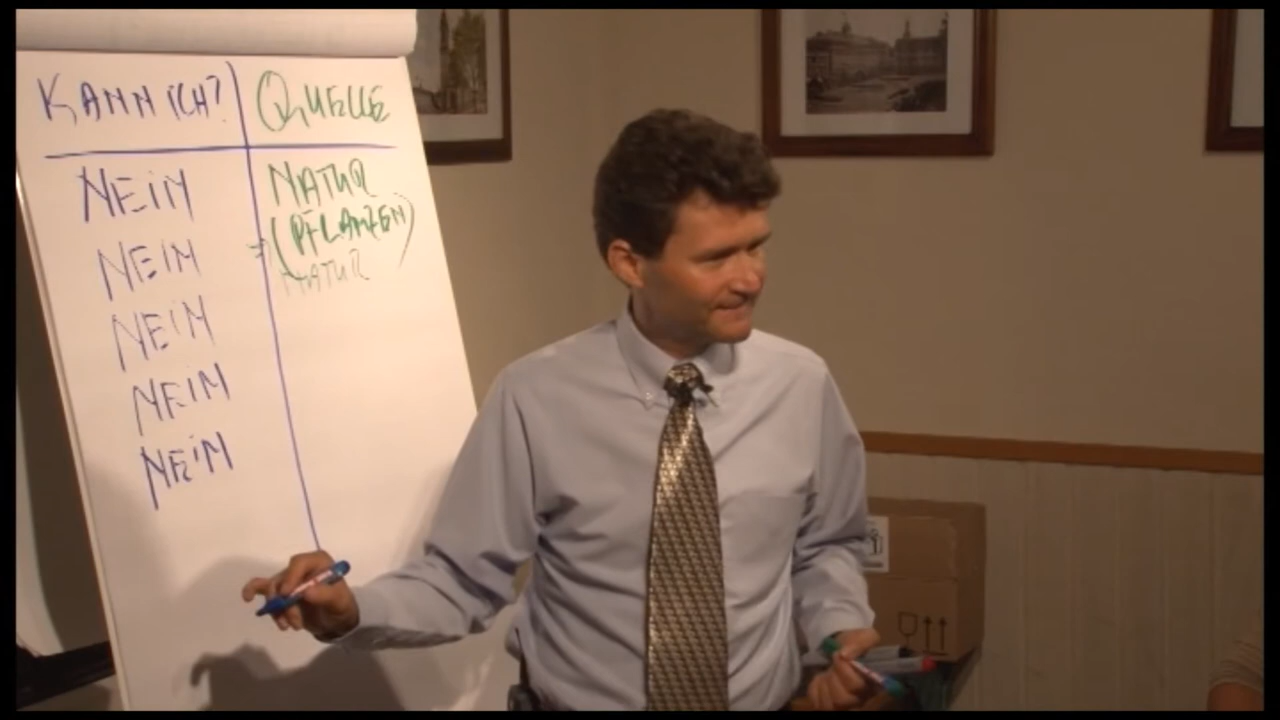 KANN ICH? QUELLE
NEIN NATUR
(PFLANZEN)
NEIN NATUR
NEIN
NEIN
NEIN